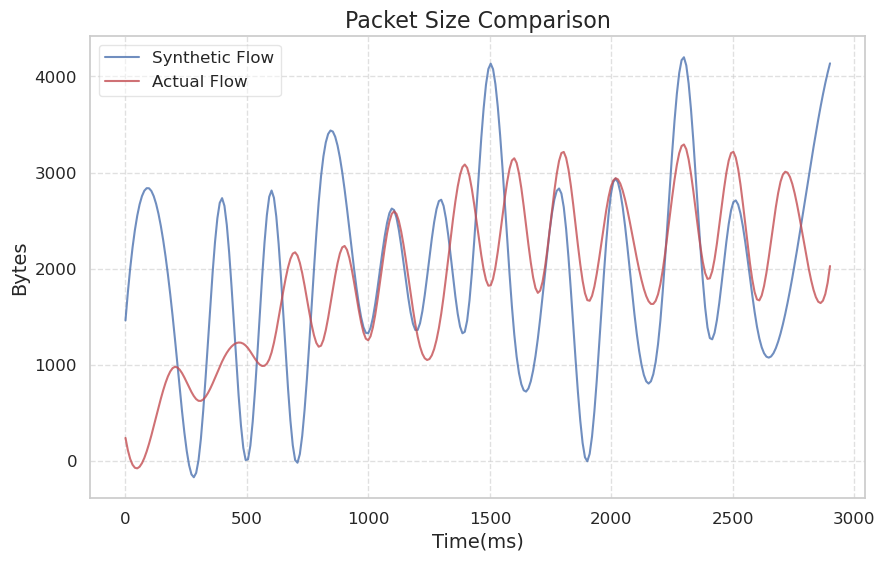 Packet Size Comparison
Synthetic Flow
Actual Flow
4000
3000
2000
1000
0
Bytes
0 500 1000 1500 2000 2500 3000
Time(ms)